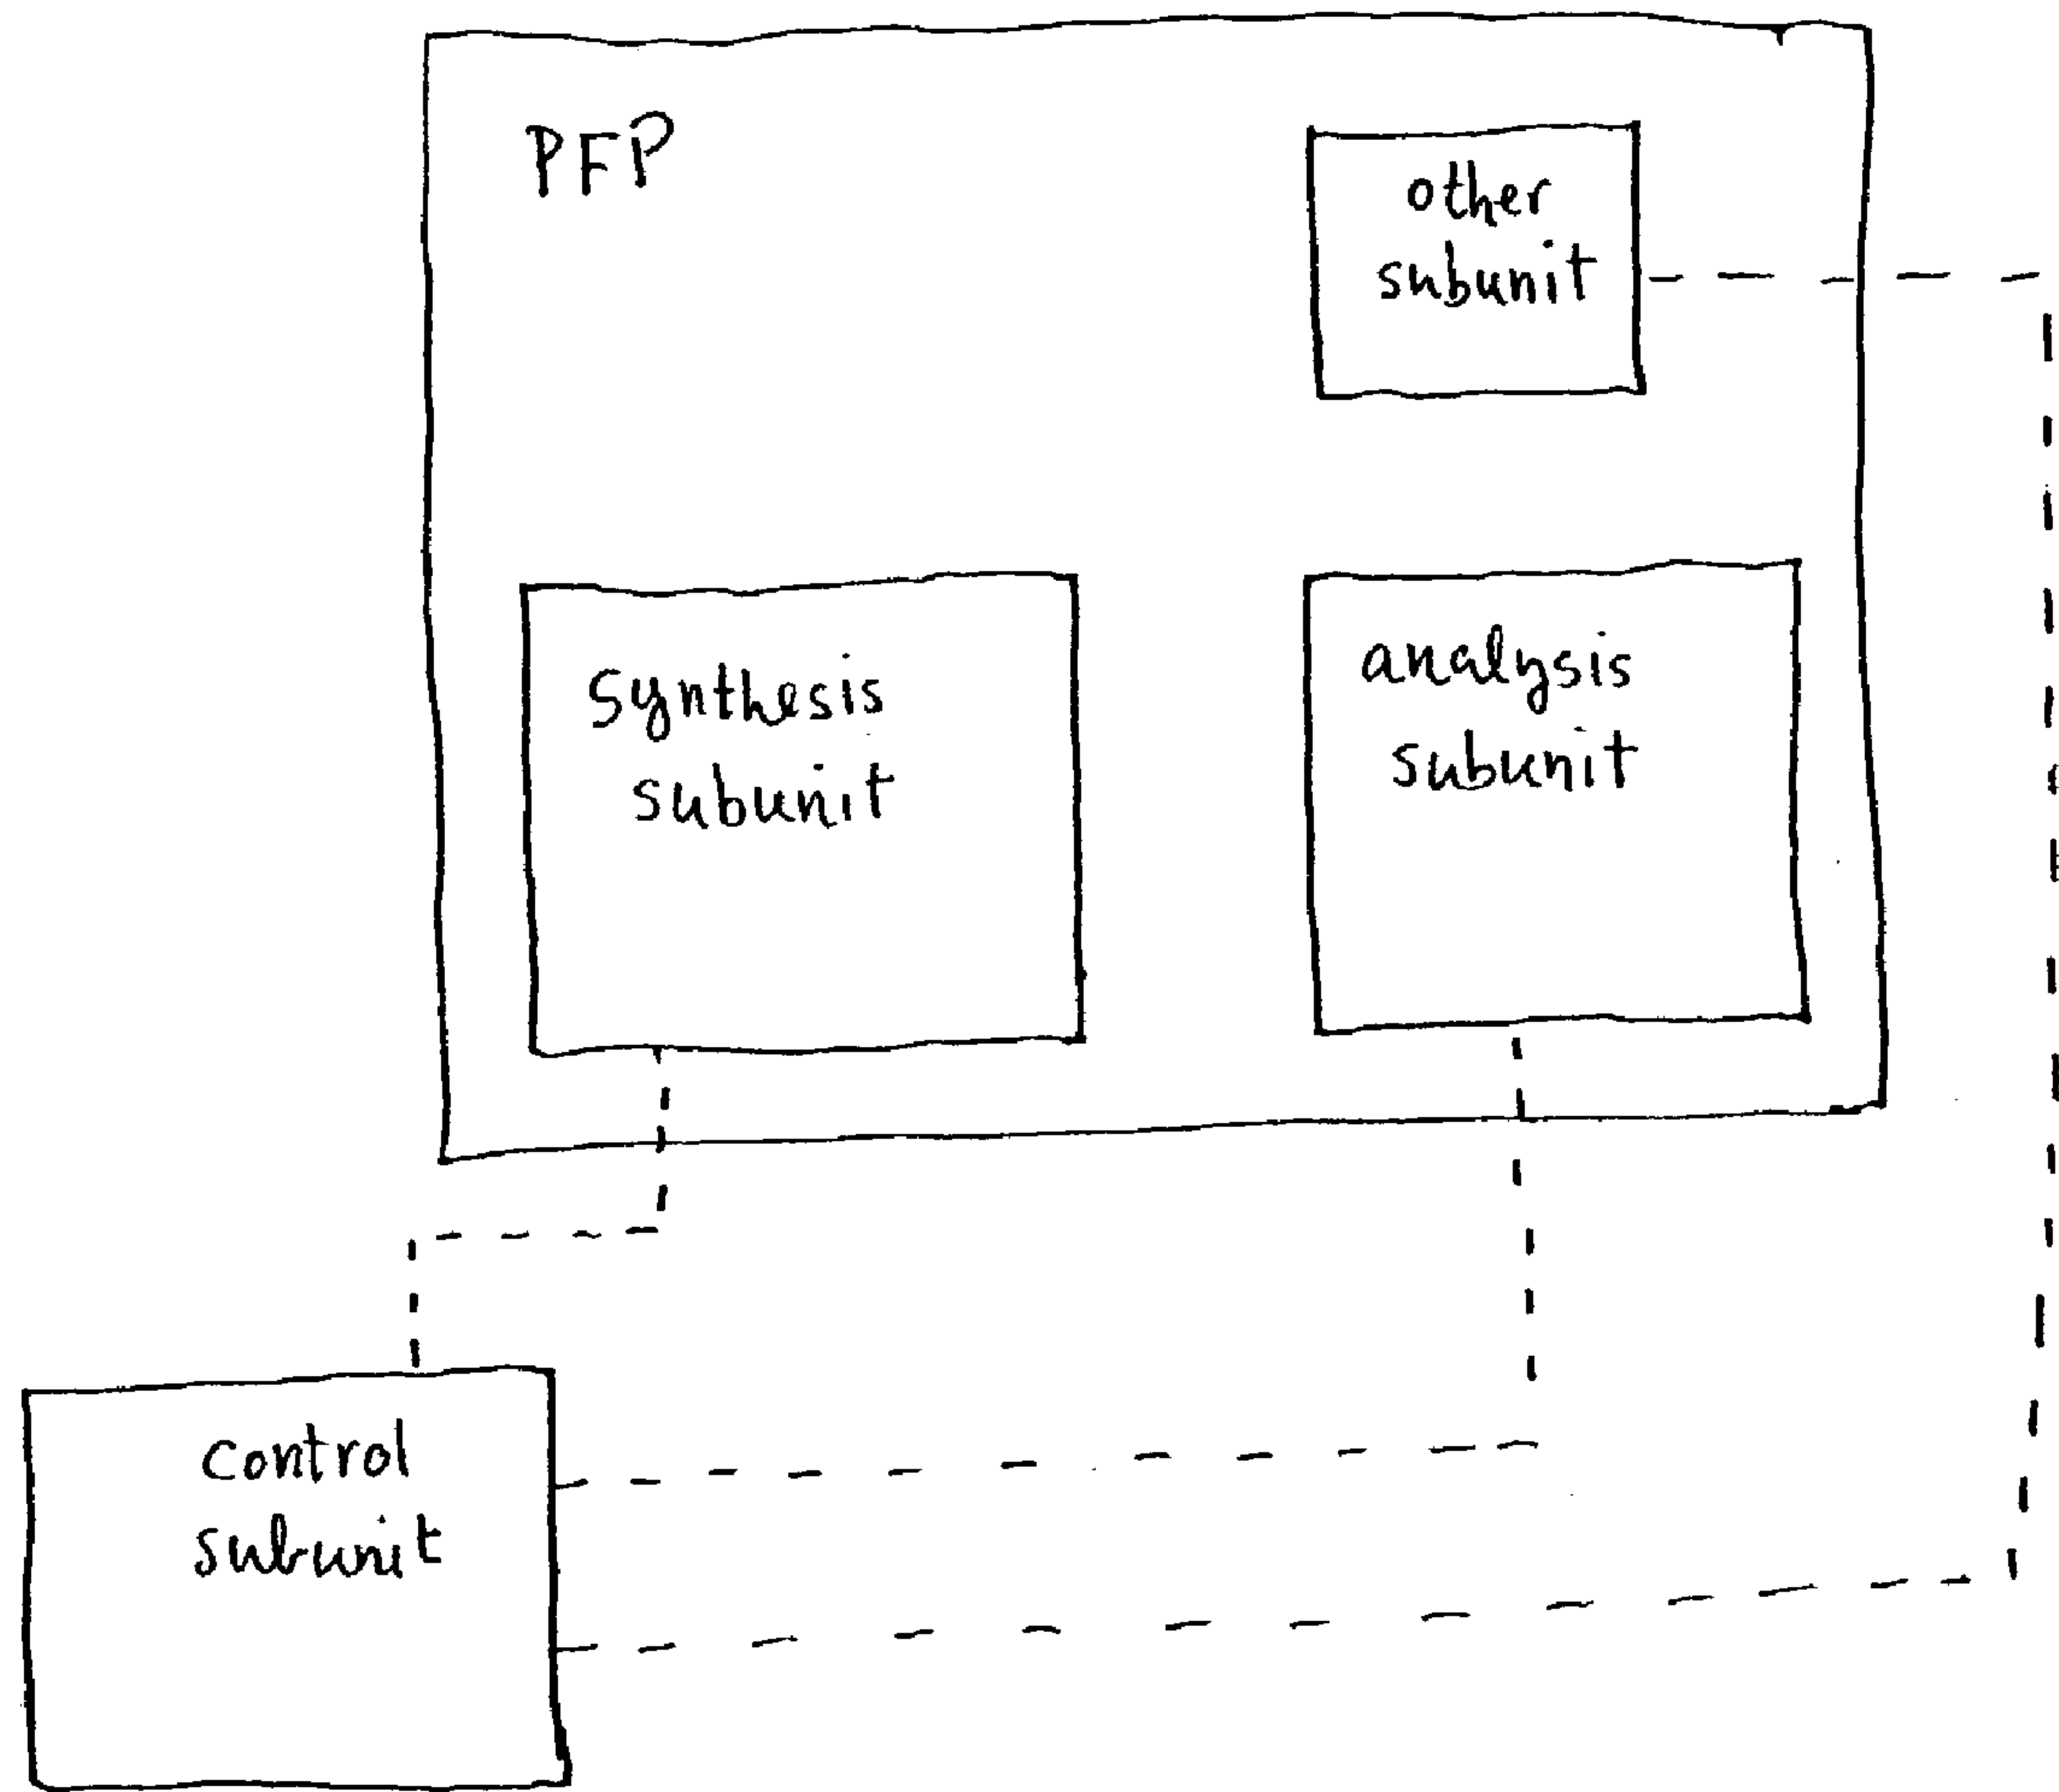 PFP
other
subunit
synthesis
subunit
analysis
subunit
control
subunit